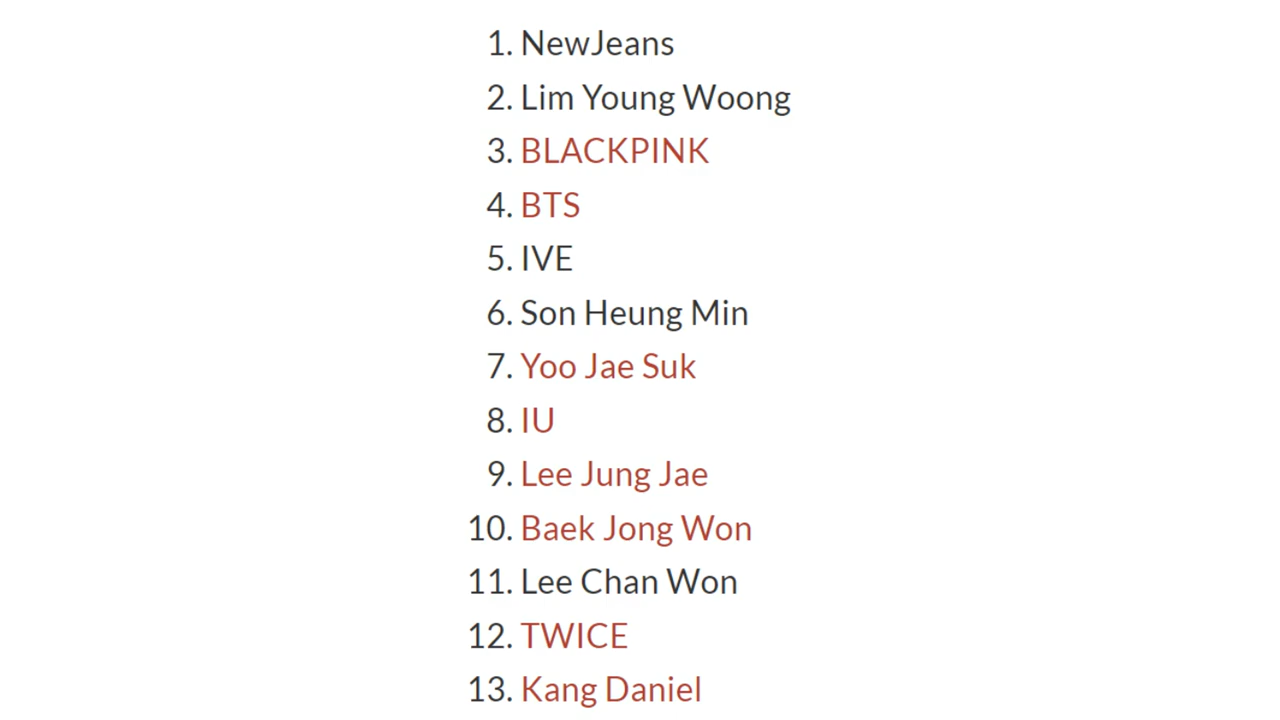 1. NewJeans
2. Lim Young Woong
3. BLACKPINK
4. BTS
5. IVE
6. Son Heung Min
7. Yoo Jae Suk
8. IU
9. Lee Jung Jae
10. Baek Jong Won
11. Lee Chan Won
12. TWICE
13. Kang Daniel